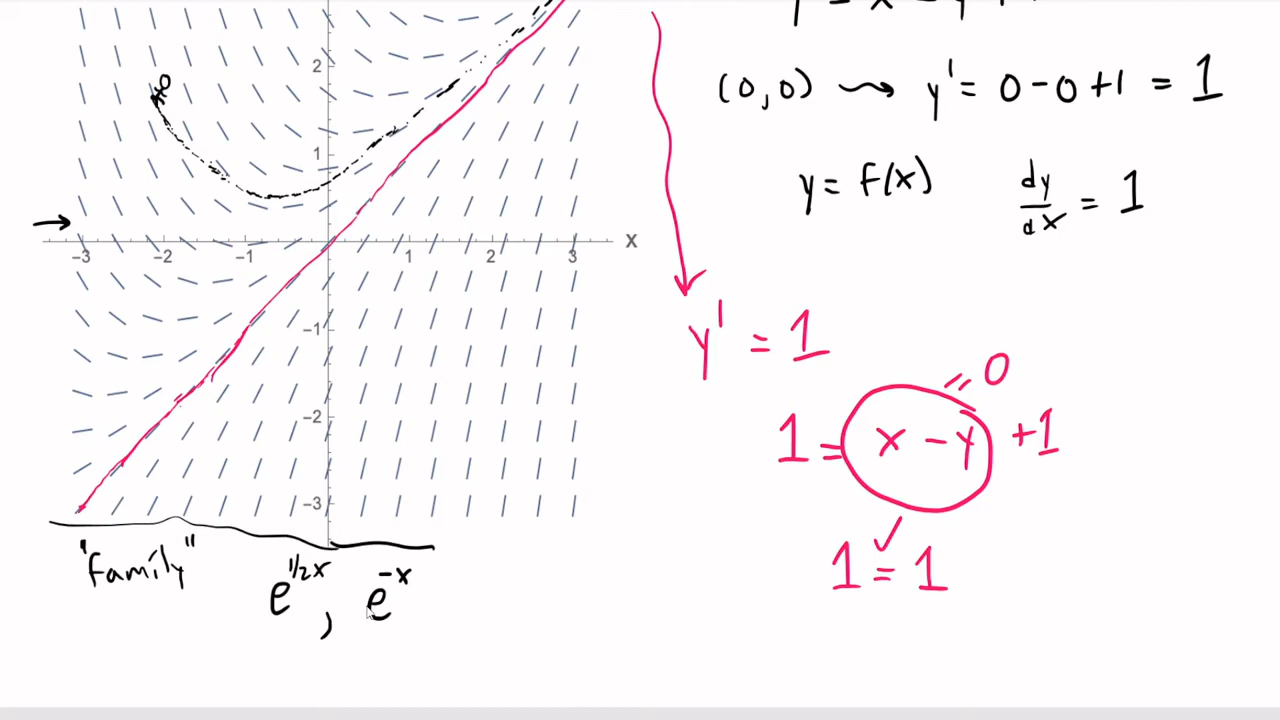 y' = x - y +
(0,0) ⇝ y' = 0 - 0 + 1 = 1
y = f(x) dy/dx = 1
2
1
-3 -2 -1 1 2 3 x
-1
-2
-3
y' = 1
= 0
1 = x - y + 1
1 = 1 ✓
"family" e^{1/2x}, e^{-x}